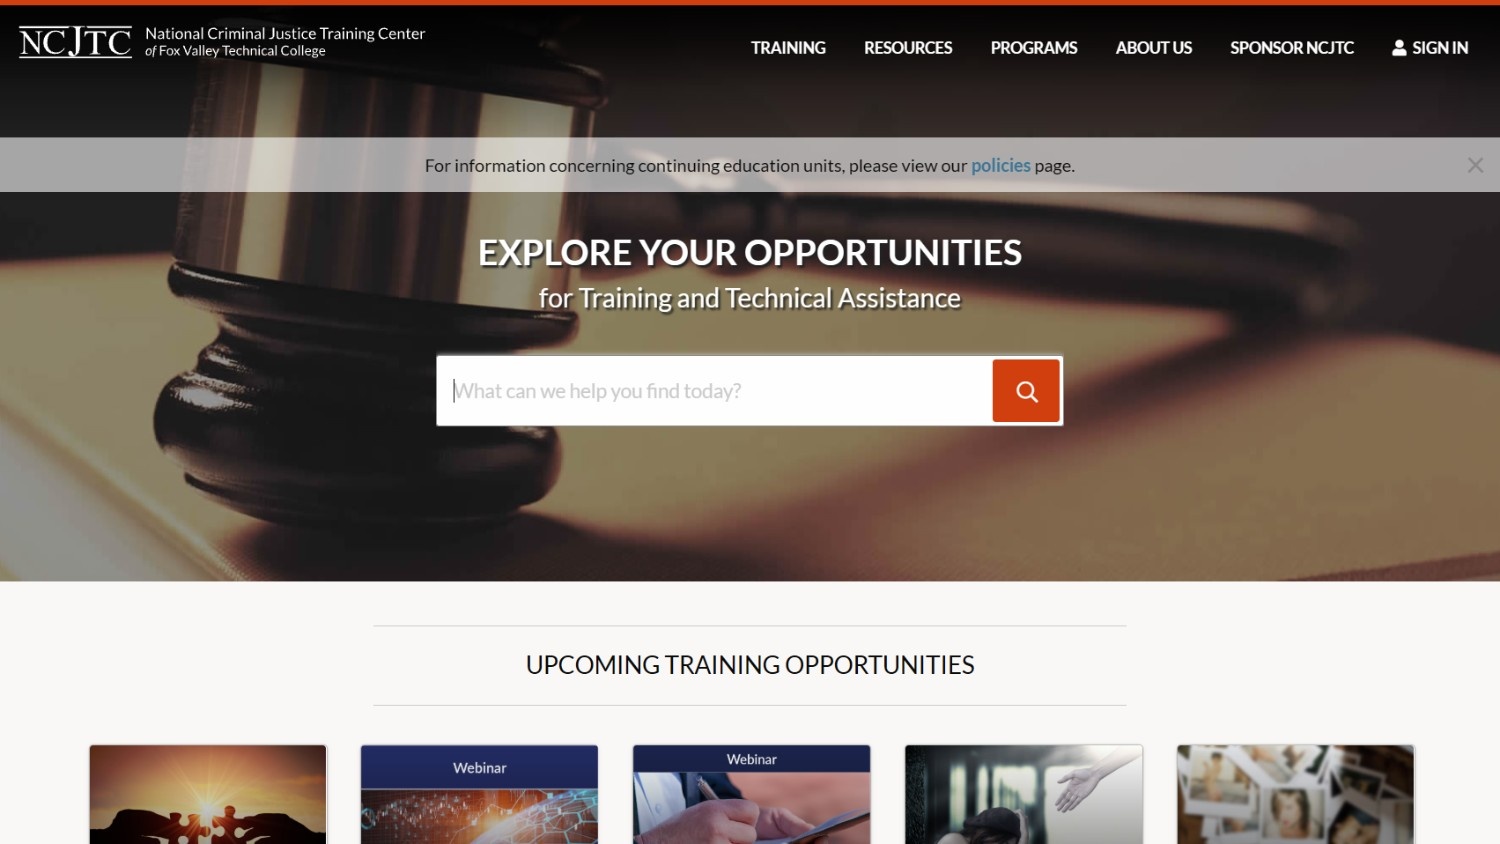 NCJTC
National Criminal Justice Training Center
of Fox Valley Technical College
TRAINING
RESOURCES
PROGRAMS
ABOUT US
SPONSOR NCJTC
SIGN IN
For information concerning continuing education units, please view our policies page.
EXPLORE YOUR OPPORTUNITIES
for Training and Technical Assistance
What can we help you find today?
UPCOMING TRAINING OPPORTUNITIES
Webinar
Webinar